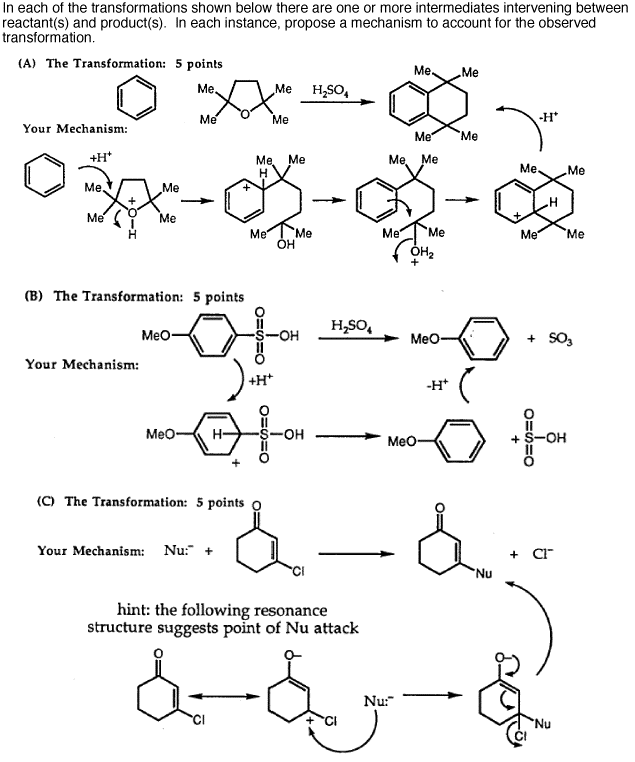 In each of the transformations shown below there are one or more intermediates intervening between
reactant(s) and product(s). In each instance, propose a mechanism to account for the observed
transformation.
(A) The Transformation: 5 points
Me Me O Me Me
H₂SO₄
Me Me
Me Me
-H⁺
Your Mechanism:
+H⁺
Me Me + O H Me Me
Me Me H +
Me Me OH
Me Me
Me Me OH₂ +
Me Me H +
Me Me
(B) The Transformation: 5 points
MeO O S OH O
H₂SO₄
MeO
+ SO₃
Your Mechanism:
+H⁺
-H⁺
MeO H O S OH O +
MeO
+ O S-OH O
(C) The Transformation: 5 points
O
O
Your Mechanism: Nu:⁻ +
Cl
Nu
+ Cl⁻
hint: the following resonance
structure suggests point of Nu attack
O
Cl
O-
+ Cl
Nu:⁻
O-
Nu
Cl